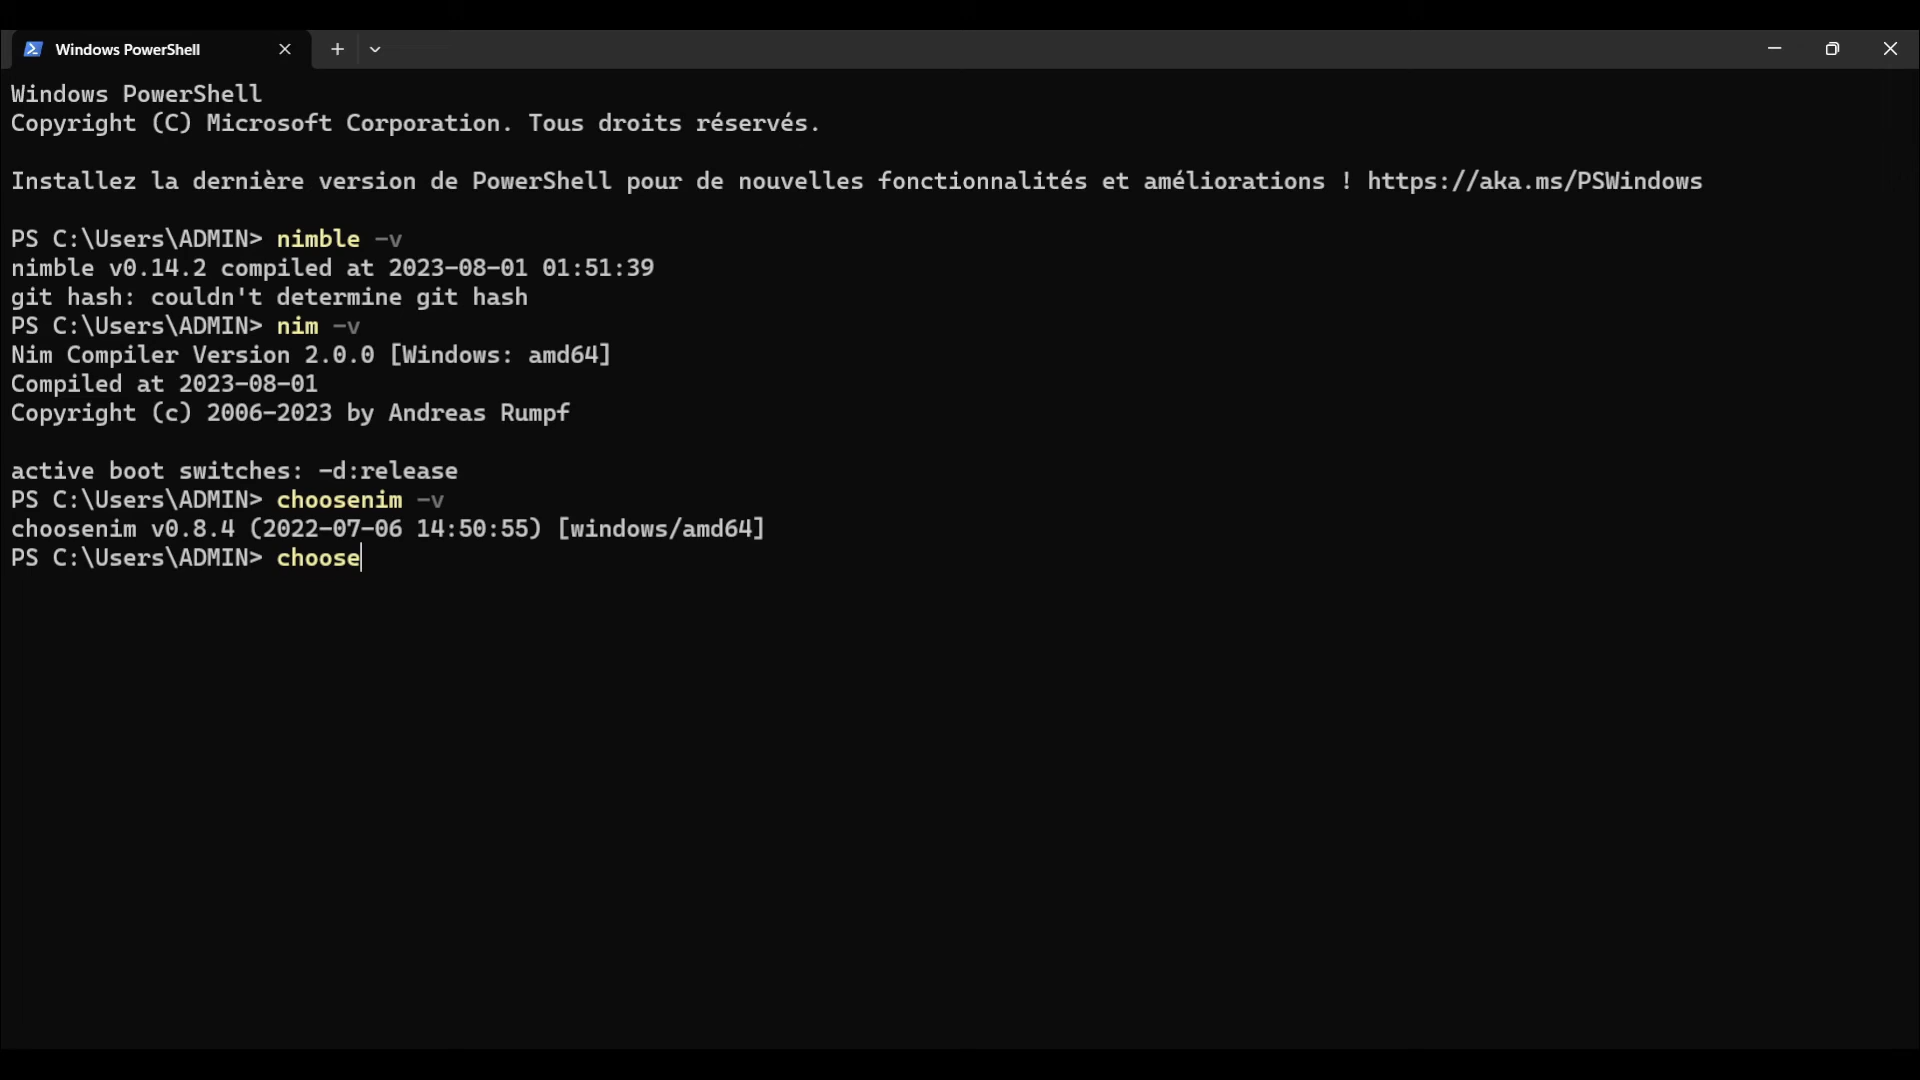 Windows PowerShell
Windows PowerShell
Copyright (C) Microsoft Corporation. Tous droits réservés.
Installez la dernière version de PowerShell pour de nouvelles fonctionnalités et améliorations ! https://aka.ms/PSWindows
PS C:\Users\ADMIN> nimble -v
nimble v0.14.2 compiled at 2023-08-01 01:51:39
git hash: couldn't determine git hash
PS C:\Users\ADMIN> nim -v
Nim Compiler Version 2.0.0 [Windows: amd64]
Compiled at 2023-08-01
Copyright (c) 2006-2023 by Andreas Rumpf
active boot switches: -d:release
PS C:\Users\ADMIN> choosenim -v
choosenim v0.8.4 (2022-07-06 14:50:55) [windows/amd64]
PS C:\Users\ADMIN> choose